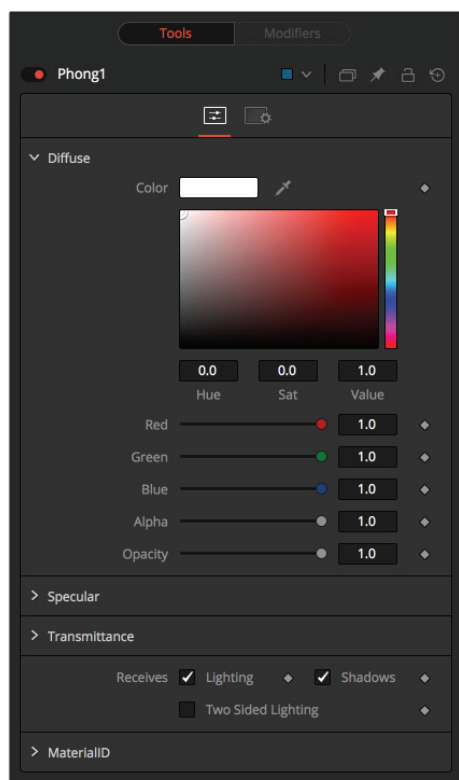 Tools Modifiers
Phong1
Diffuse
Color
0.0 0.0 1.0
Hue Sat Value
Red 1.0
Green 1.0
Blue 1.0
Alpha 1.0
Opacity 1.0
Specular
Transmittance
Receives Lighting Shadows
Two Sided Lighting
MaterialID